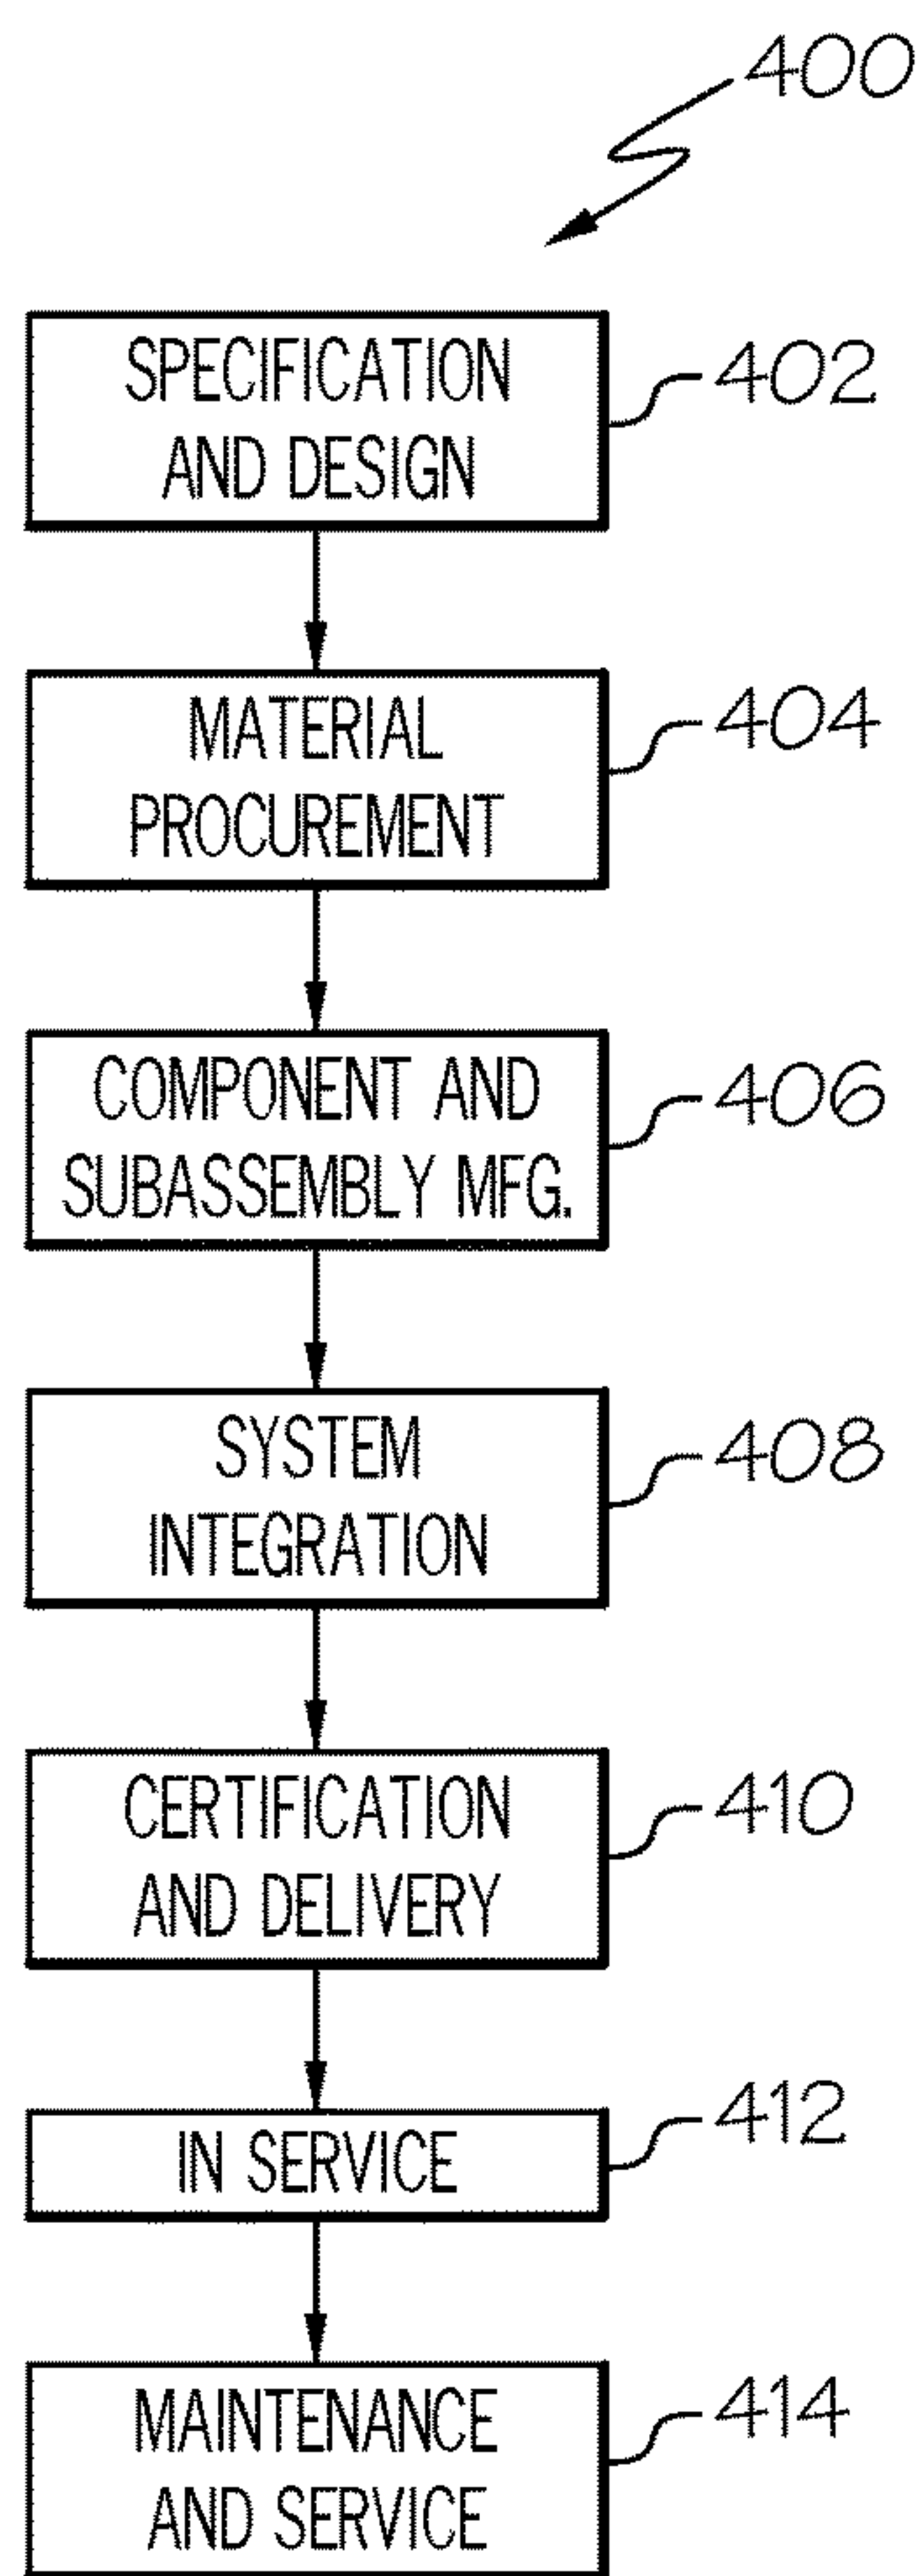 400
SPECIFICATION
AND DESIGN
402
MATERIAL
PROCUREMENT
404
COMPONENT AND
SUBASSEMBLY MFG.
406
SYSTEM
INTEGRATION
408
CERTIFICATION
AND DELIVERY
410
IN SERVICE
412
MAINTENANCE
AND SERVICE
414